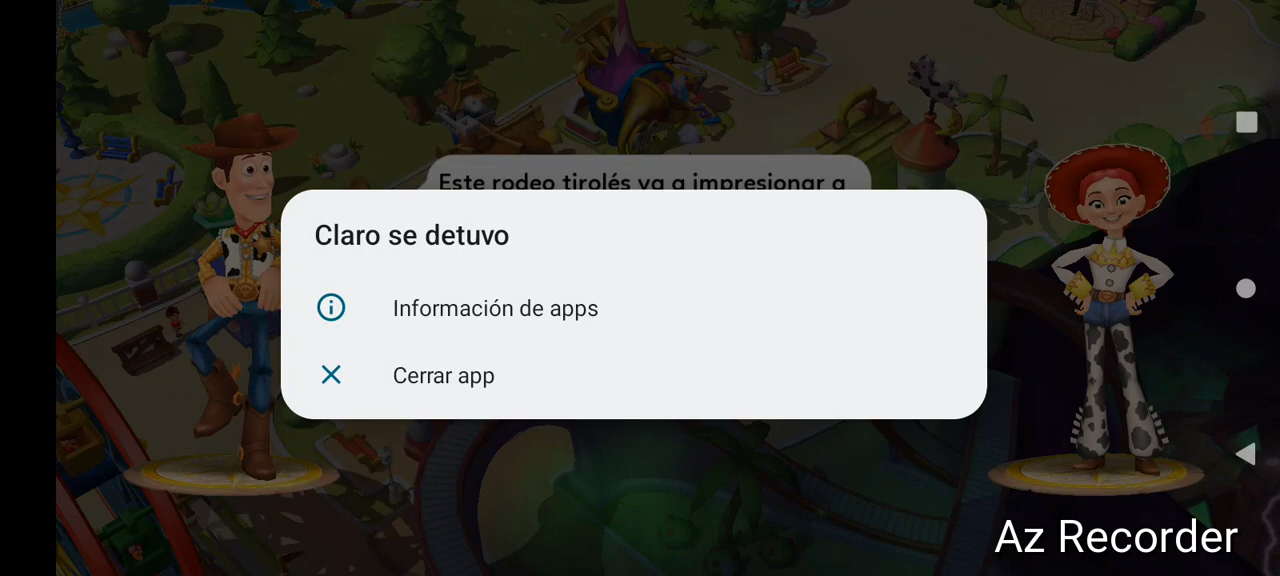 Este rodeo tirolés va a impresionar a
Claro se detuvo
Información de apps
Cerrar app
Az Recorder